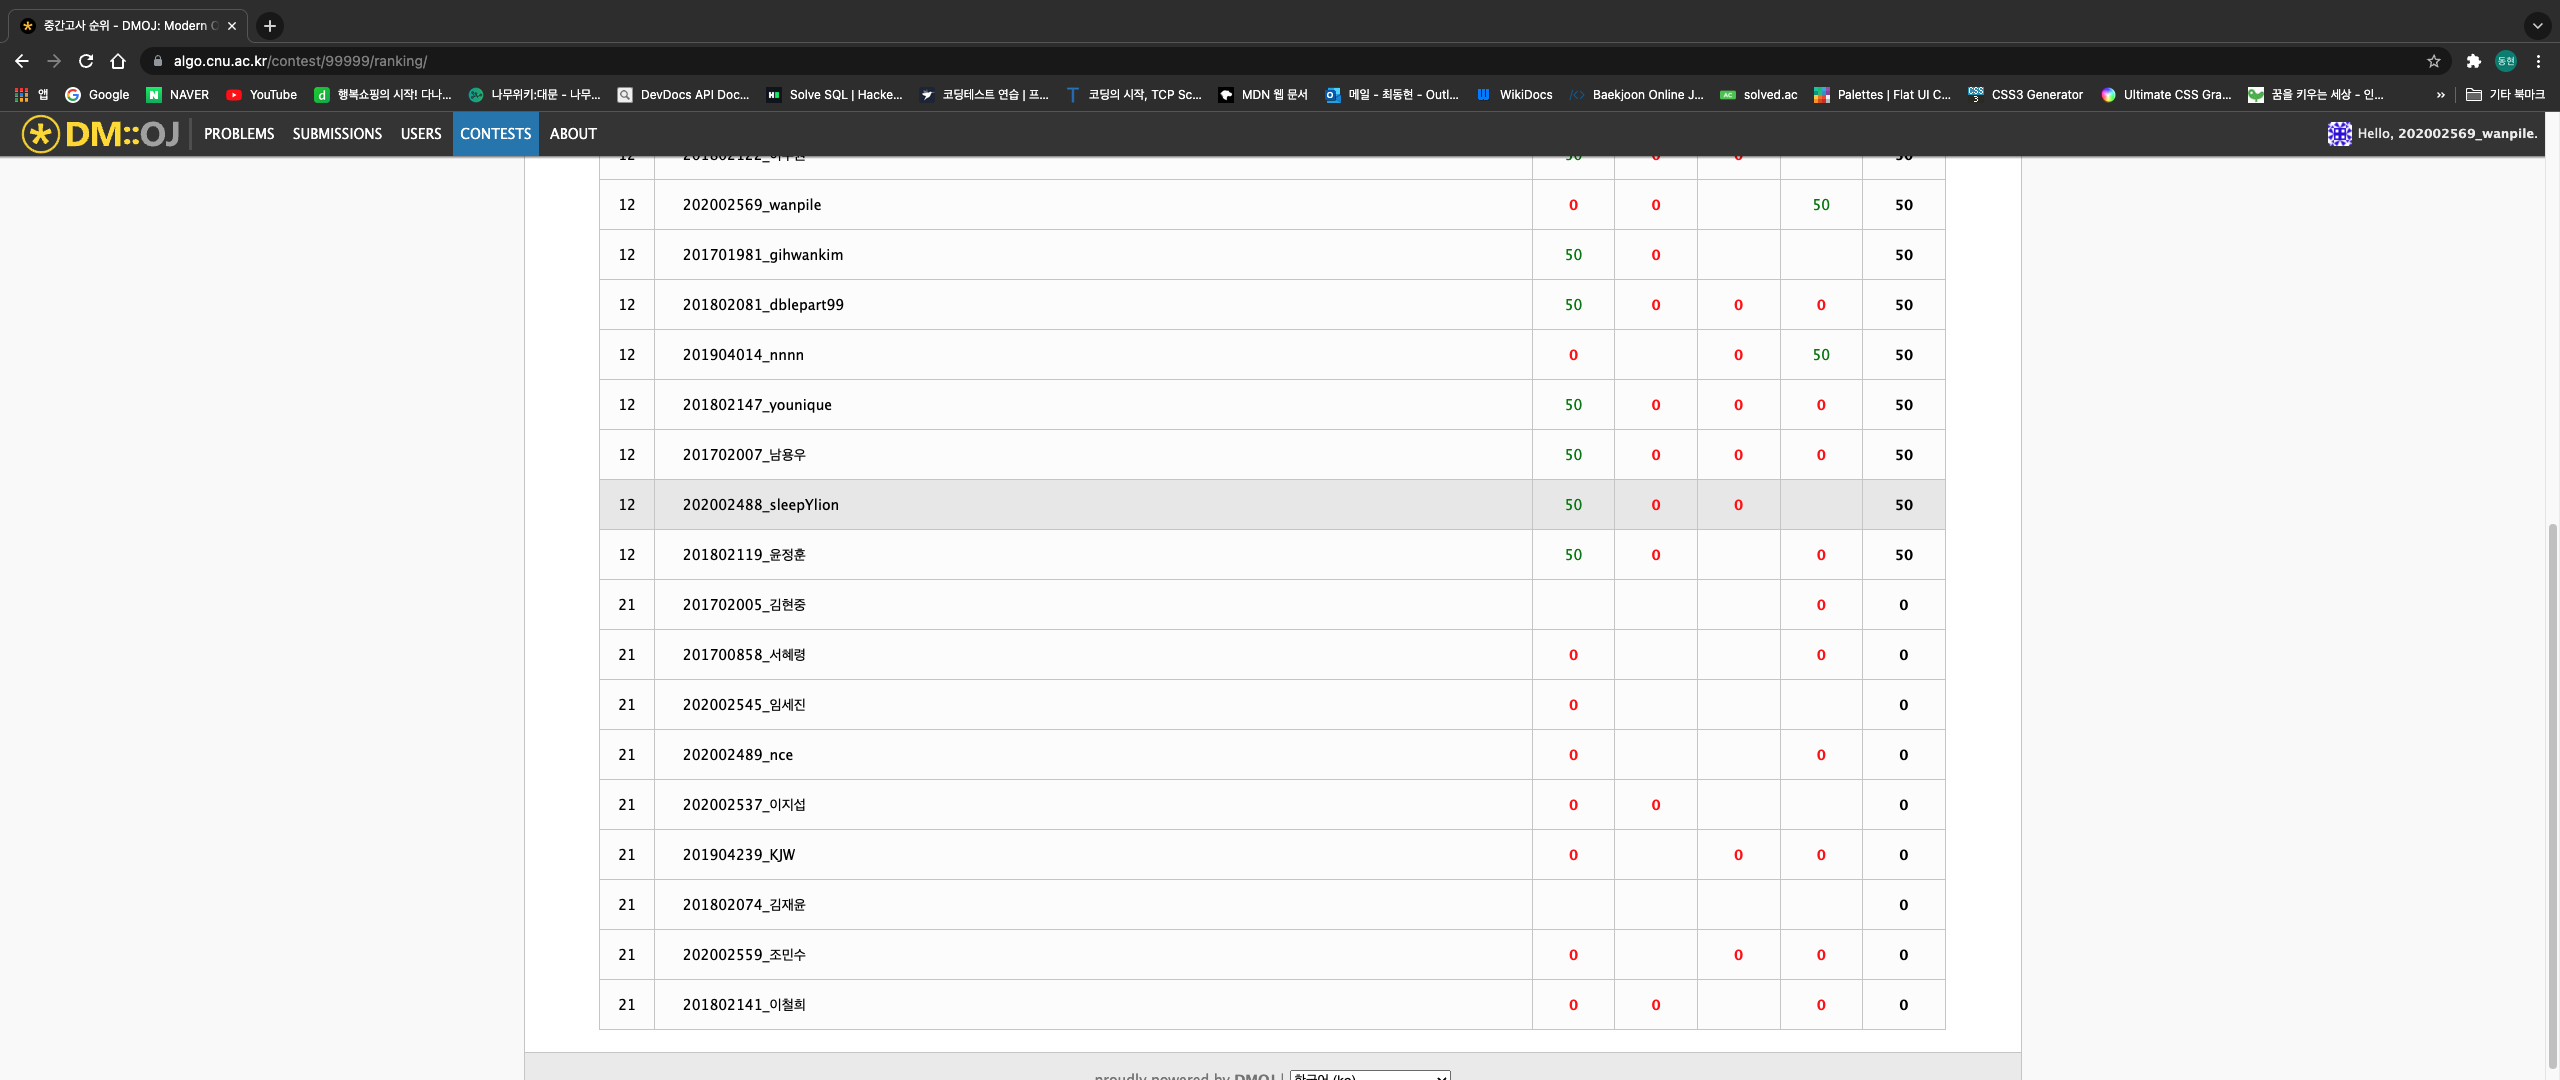 중간고사 순위 - DMOJ: Modern
algo.cnu.ac.kr/contest/99999/ranking/ 동현
앱 Google NAVER YouTube 행복쇼핑의 시작! 다나... 나무위키:대문 - 나무... DevDocs API Doc... Solve SQL | Hacke... 코딩테스트 연습 | 프... 코딩의 시작, TCP Sc... MDN 웹 문서 메일 - 최동현 - Outl... WikiDocs Baekjoon Online J... solved.ac Palettes | Flat UI C... CSS3 Generator Ultimate CSS Gra... 꿈을 키우는 세상 - 인... » 기타 북마크
DM::OJ PROBLEMS SUBMISSIONS USERS CONTESTS ABOUT Hello, 202002569_wanpile.
12 50 0 0 50
12 202002569_wanpile 0 0 50 50
12 201701981_gihwankim 50 0 50
12 201802081_dblepart99 50 0 0 0 50
12 201904014_nnnn 0 0 50 50
12 201802147_younique 50 0 0 0 50
12 201702007_남용우 50 0 0 0 50
12 202002488_sleepYlion 50 0 0 50
12 201802119_윤정훈 50 0 0 50
21 201702005_김현중 0 0
21 201700858_서혜령 0 0 0
21 202002545_임세진 0 0
21 202002489_nce 0 0 0
21 202002537_이지섭 0 0 0
21 201904239_KJW 0 0 0 0
21 201802074_김재윤 0
21 202002559_조민수 0 0 0 0
21 201802141_이철희 0 0 0 0
proudly powered by DMOJ | 한국어 (ko)